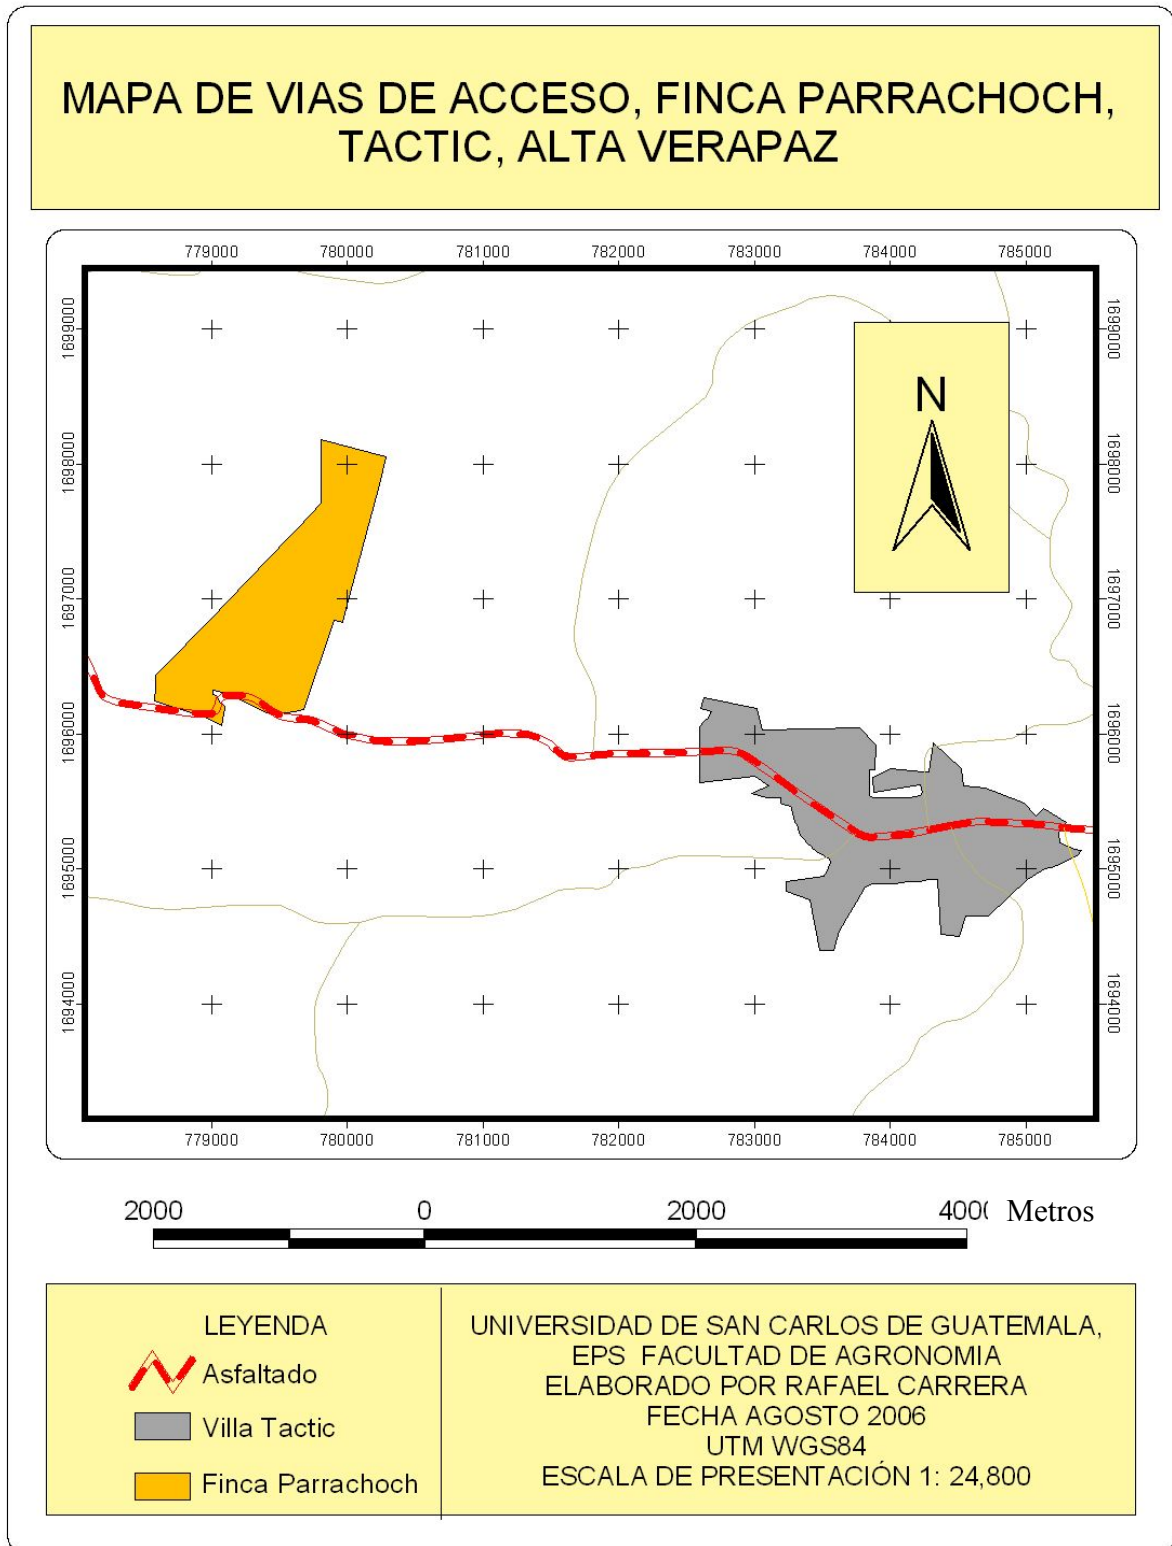 MAPA DE VIAS DE ACCESO, FINCA PARRACHOCH,
TACTIC, ALTA VERAPAZ
779000 780000 781000 782000 783000 784000 785000
1699000 1699000
N
1698000 1698000
1697000 1697000
1696000 1696000
1695000 1695000
1694000 1694000
779000 780000 781000 782000 783000 784000 785000
2000 0 2000 4000 Metros
LEYENDA
Asfaltado
Villa Tactic
Finca Parrachoch
UNIVERSIDAD DE SAN CARLOS DE GUATEMALA,
EPS FACULTAD DE AGRONOMIA
ELABORADO POR RAFAEL CARRERA
FECHA AGOSTO 2006
UTM WGS84
ESCALA DE PRESENTACIÓN 1: 24,800